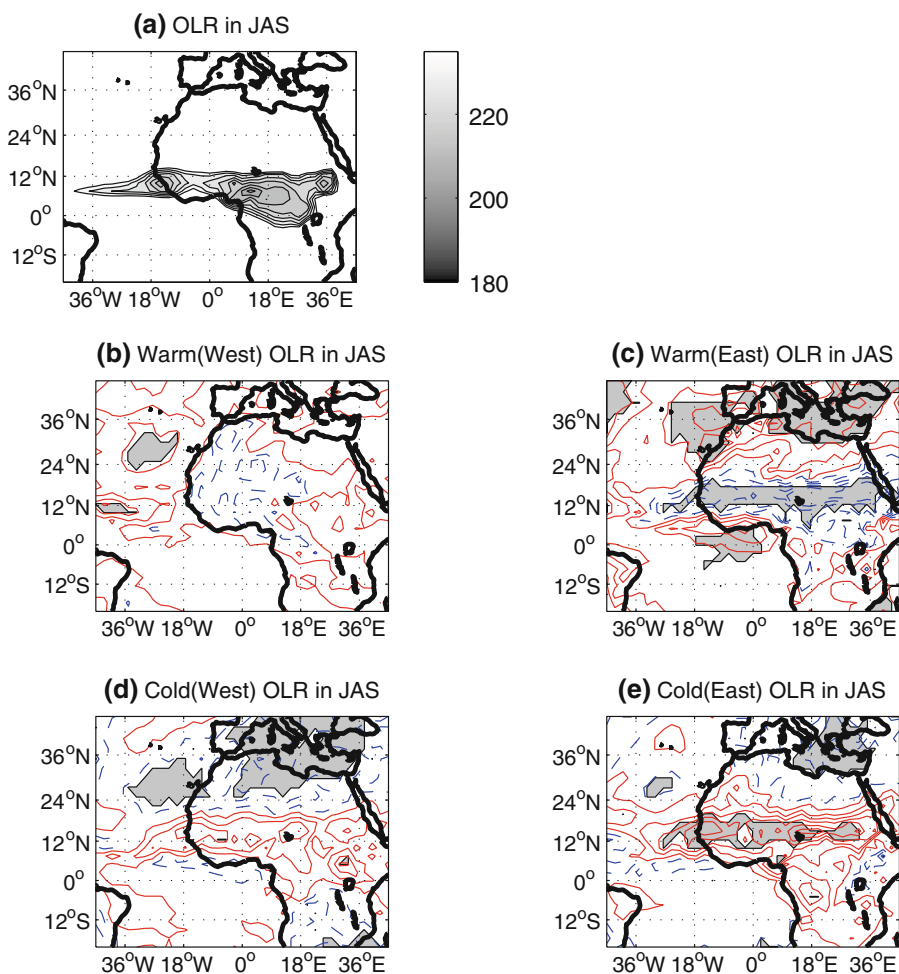 (a) OLR in JAS
36°N
24°N
12°N
0°
12°S
36°W 18°W 0° 18°E 36°E
220
200
180
(b) Warm(West) OLR in JAS
36°N
24°N
12°N
0°
12°S
36°W 18°W 0° 18°E 36°E
(c) Warm(East) OLR in JAS
36°N
24°N
12°N
0°
12°S
36°W 18°W 0° 18°E 36°E
(d) Cold(West) OLR in JAS
36°N
24°N
12°N
0°
12°S
36°W 18°W 0° 18°E 36°E
(e) Cold(East) OLR in JAS
36°N
24°N
12°N
0°
12°S
36°W 18°W 0° 18°E 36°E